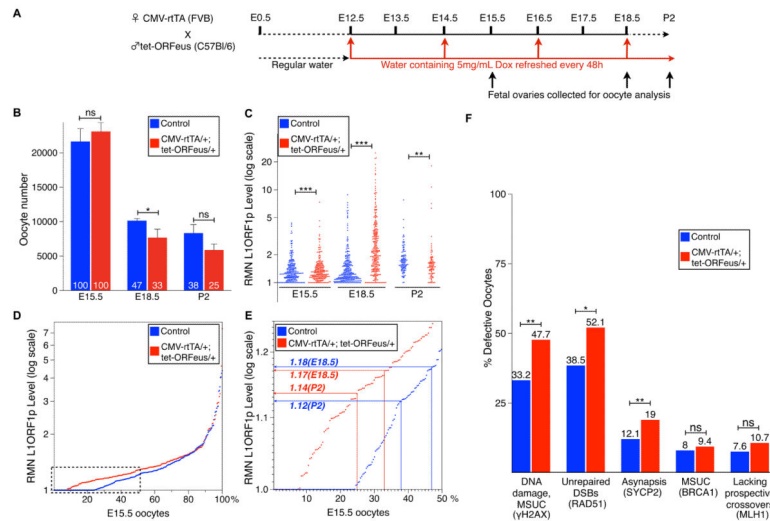 A
♀ CMV-rtTA (FVB)
X
♂tet-ORFeus (C57Bl/6)
E0.5 E12.5 E13.5 E14.5 E15.5 E16.5 E17.5 E18.5 P2
Regular water
Water containing 5mg/mL Dox refreshed every 48h
Fetal ovaries collected for oocyte analysis
B
Control
CMV-rtTA/+;
tet-ORFeus/+
Oocyte number
20000
15000
10000
5000
0
ns
*
ns
100 100 47 33 38 25
E15.5 E18.5 P2
C
Control
CMV-rtTA/+;
tet-ORFeus/+
RMN L1ORF1p Level (log scale)
20
10
6
2
1
***
***
**
E15.5 E18.5 P2
D
Control
CMV-rtTA/+;
tet-ORFeus/+
RMN L1ORF1p Level (log scale)
7
5
3
2
1
0 20 40 60 80 100%
E15.5 oocytes
E
Control
CMV-rtTA/+; tet-ORFeus/+
RMN L1ORF1p Level (log scale)
1.2
1.1
1.0
1.18(E18.5)
1.17(E18.5)
1.14(P2)
1.12(P2)
0 10 20 30 40 50%
E15.5 oocytes
F
Control
CMV-rtTA/+;
tet-ORFeus/+
% Defective Oocytes
100
75
50
25
0
**
33.2 47.7
*
38.5 52.1
**
12.1 19
ns
8 9.4
ns
7.6 10.7
DNA
damage,
MSUC
(γH2AX)
Unrepaired
DSBs
(RAD51)
Asynapsis
(SYCP2)
MSUC
(BRCA1)
Lacking
prospective
crossovers
(MLH1)